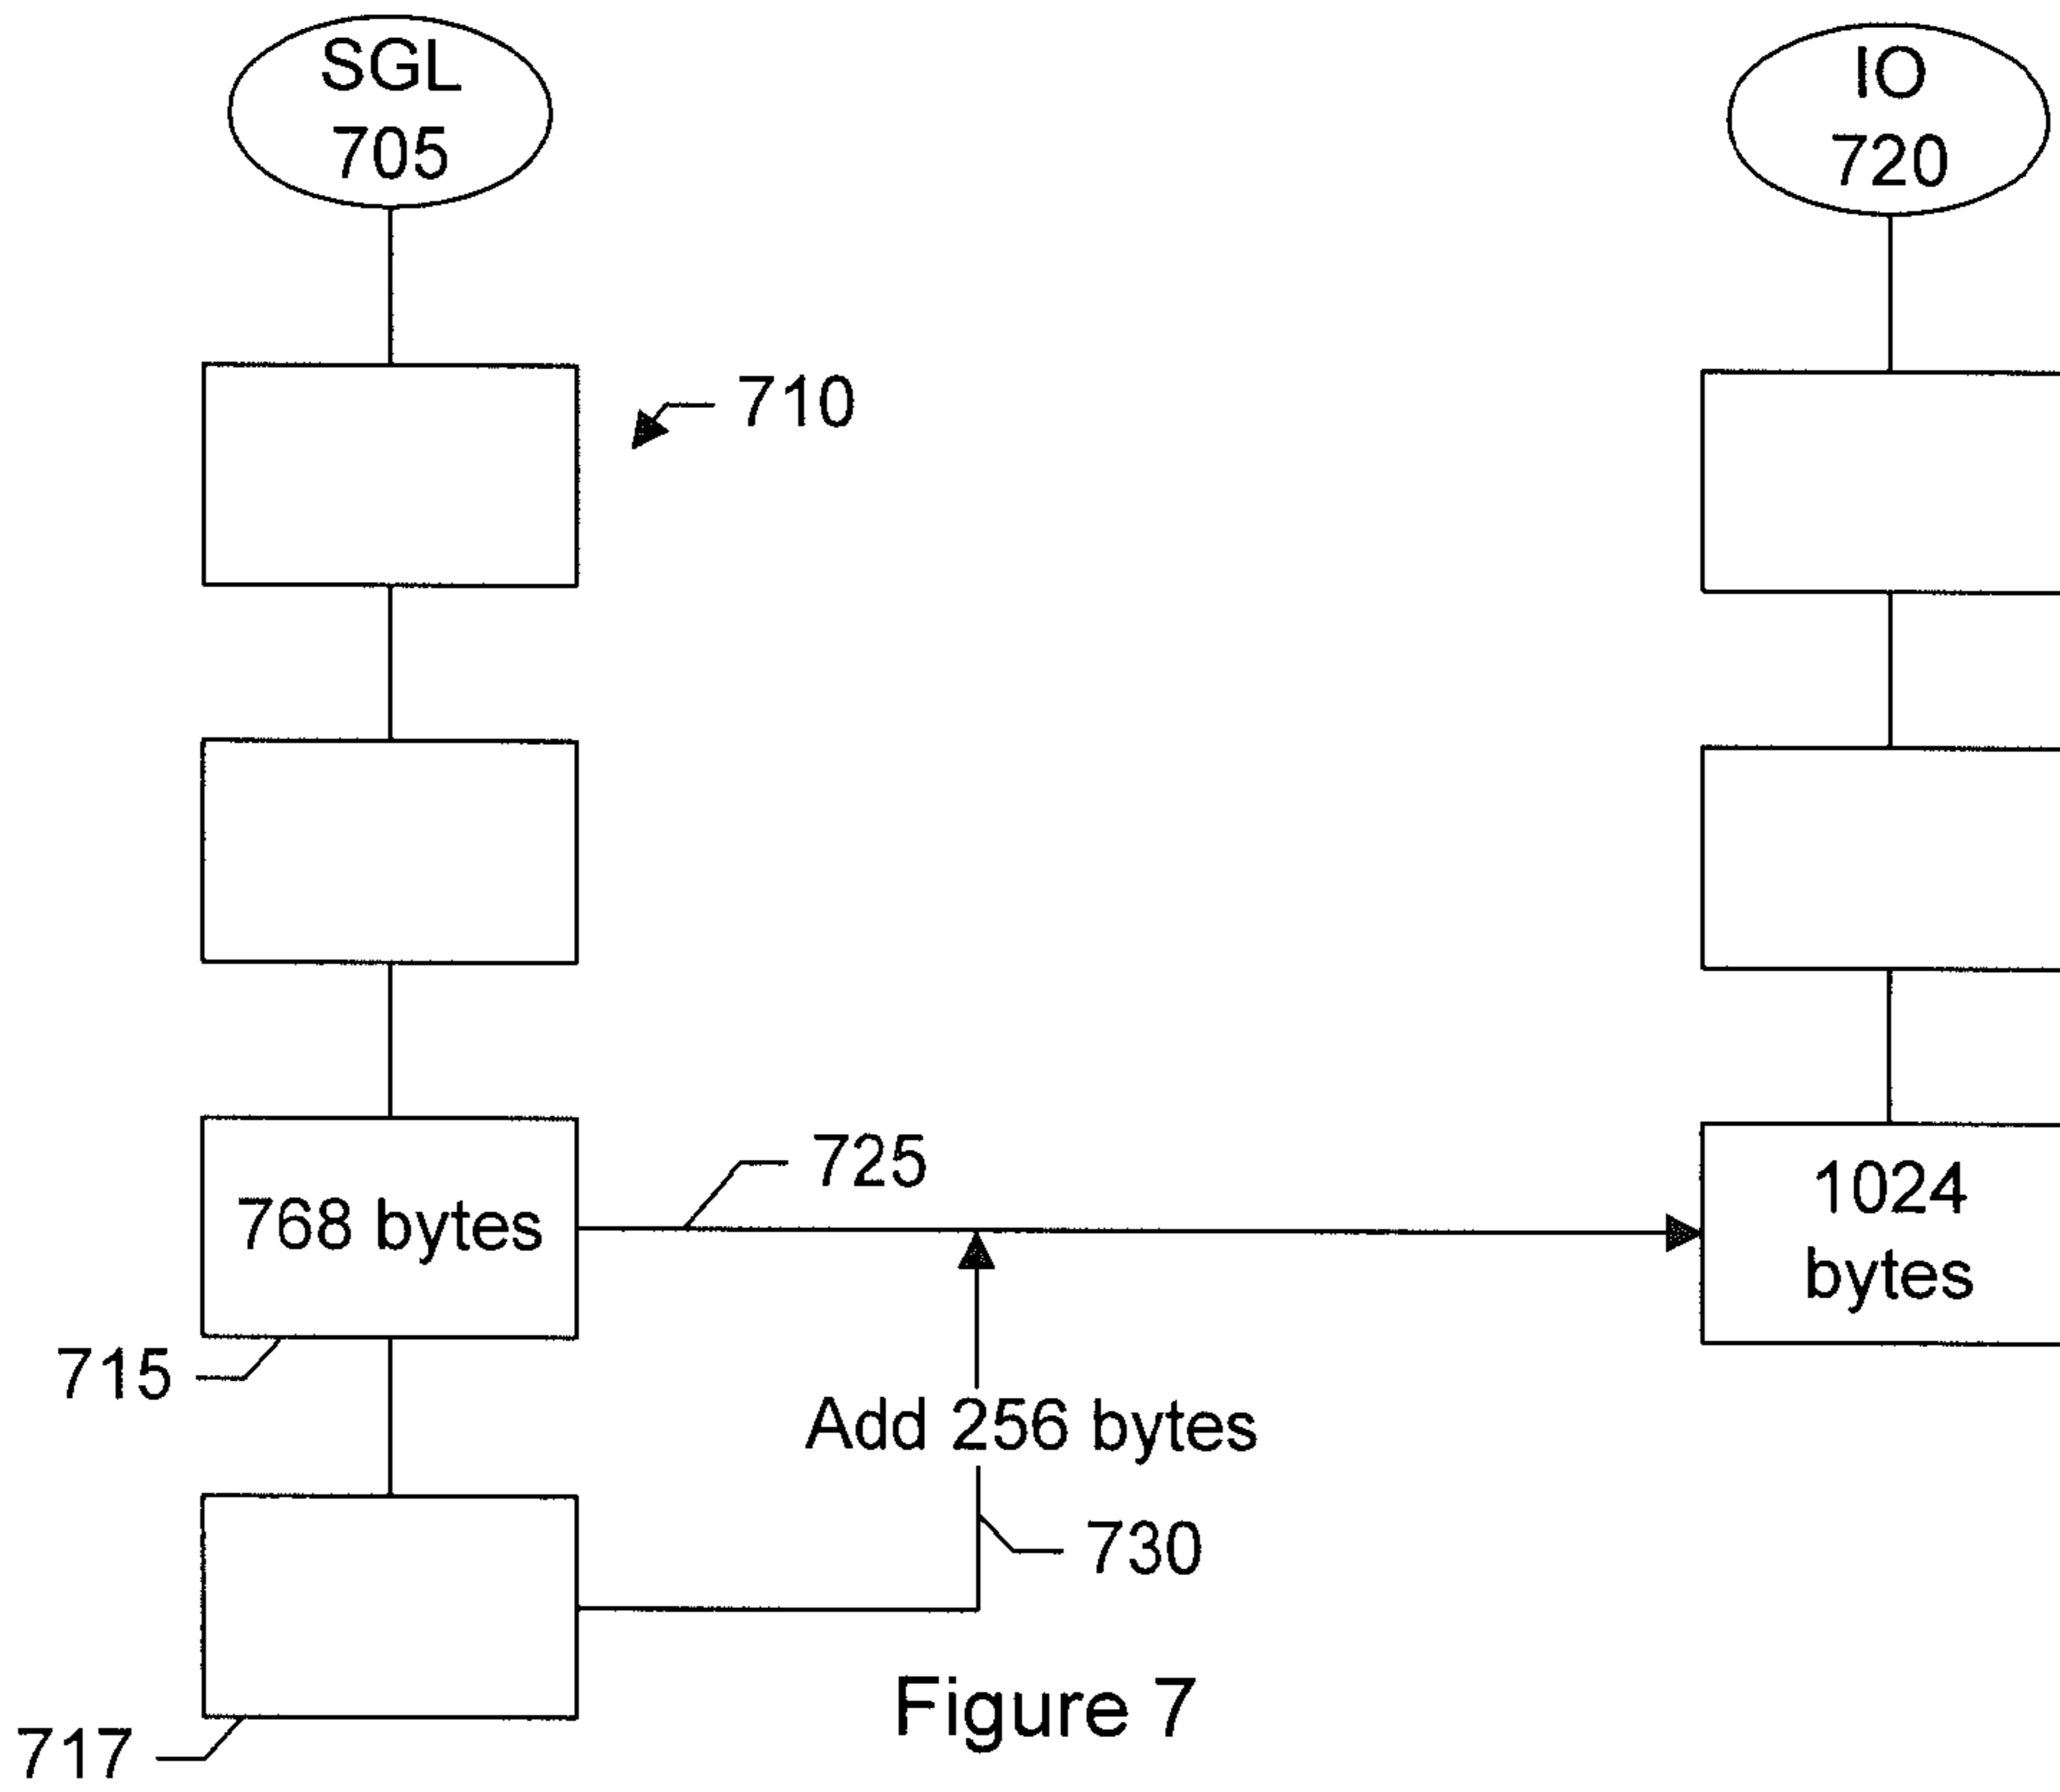 SGL
705
IO
720
710
725
768 bytes
1024
bytes
715
Add 256 bytes
730
Figure 7
717